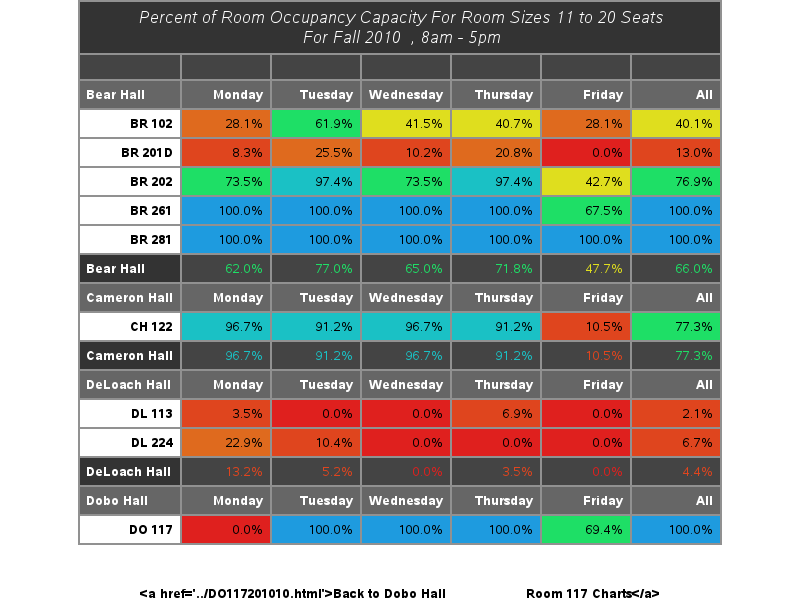 Percent of Room Occupancy Capacity For Room Sizes 11 to 20 Seats
For Fall 2010 , 8am - 5pm
Bear Hall Monday Tuesday Wednesday Thursday Friday All
BR 102 28.1% 61.9% 41.5% 40.7% 28.1% 40.1%
BR 201D 8.3% 25.5% 10.2% 20.8% 0.0% 13.0%
BR 202 73.5% 97.4% 73.5% 97.4% 42.7% 76.9%
BR 261 100.0% 100.0% 100.0% 100.0% 67.5% 100.0%
BR 281 100.0% 100.0% 100.0% 100.0% 100.0% 100.0%
Bear Hall 62.0% 77.0% 65.0% 71.8% 47.7% 66.0%
Cameron Hall Monday Tuesday Wednesday Thursday Friday All
CH 122 96.7% 91.2% 96.7% 91.2% 10.5% 77.3%
Cameron Hall 96.7% 91.2% 96.7% 91.2% 10.5% 77.3%
DeLoach Hall Monday Tuesday Wednesday Thursday Friday All
DL 113 3.5% 0.0% 0.0% 6.9% 0.0% 2.1%
DL 224 22.9% 10.4% 0.0% 0.0% 0.0% 6.7%
DeLoach Hall 13.2% 5.2% 0.0% 3.5% 0.0% 4.4%
Dobo Hall Monday Tuesday Wednesday Thursday Friday All
DO 117 0.0% 100.0% 100.0% 100.0% 69.4% 100.0%
<a href='../DO117201010.html'>Back to Dobo Hall Room 117 Charts</a>